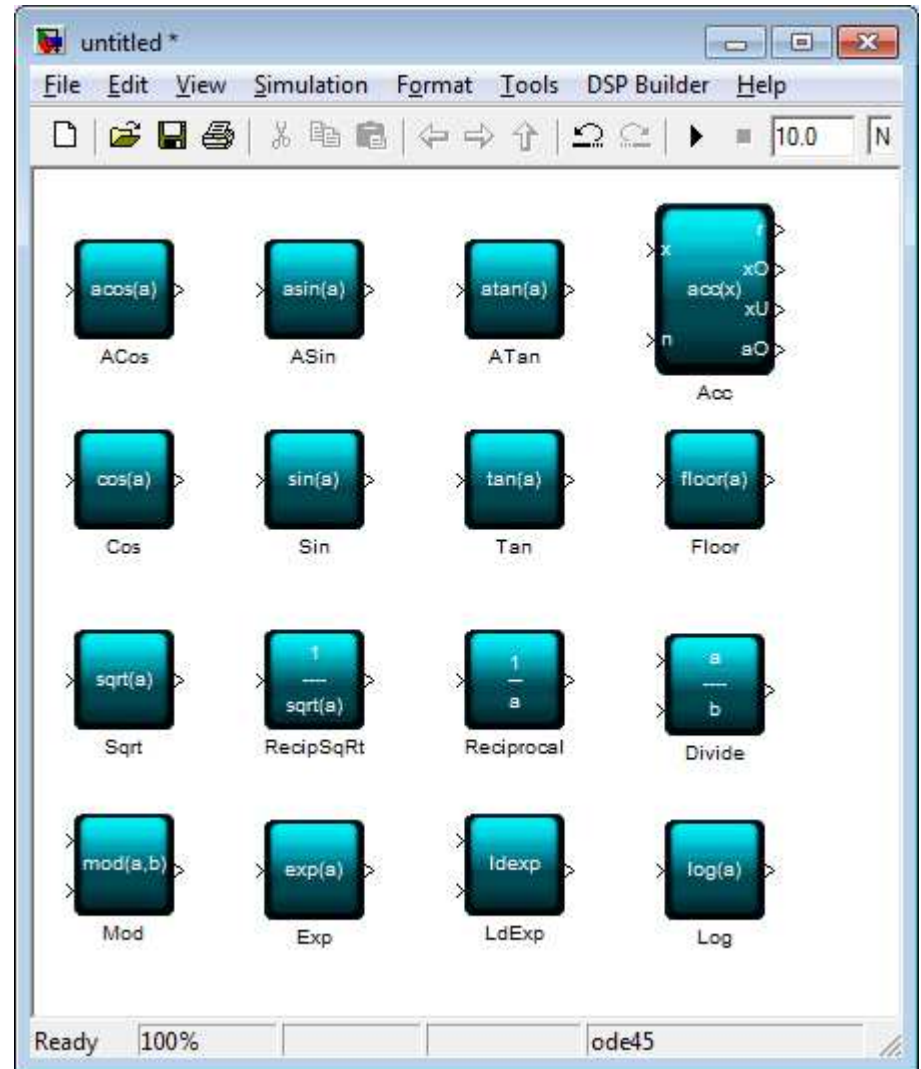 untitled *
File Edit View Simulation Format Tools DSP Builder Help
10.0 N
acos(a) asin(a) atan(a) x n acc(x) r xO xU aO
ACos ASin ATan Acc
cos(a) sin(a) tan(a) floor(a)
Cos Sin Tan Floor
sqrt(a) 1 ---- sqrt(a) 1 — a a ---- b
Sqrt RecipSqRt Reciprocal Divide
mod(a,b) exp(a) ldexp log(a)
Mod Exp LdExp Log
Ready 100% ode45